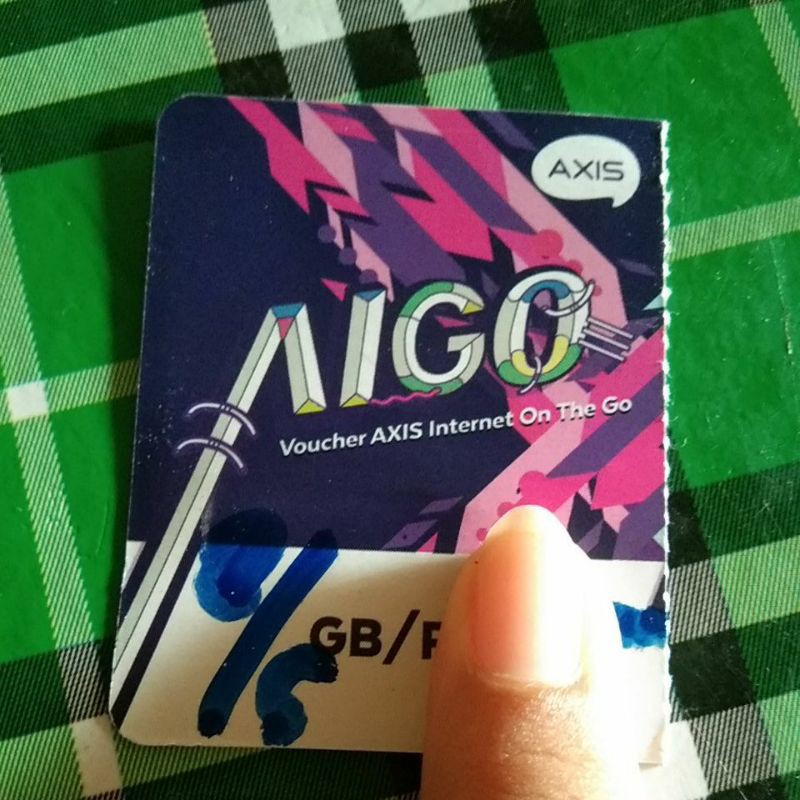 AXIS
AIGO
Voucher AXIS Internet On The Go
GB/